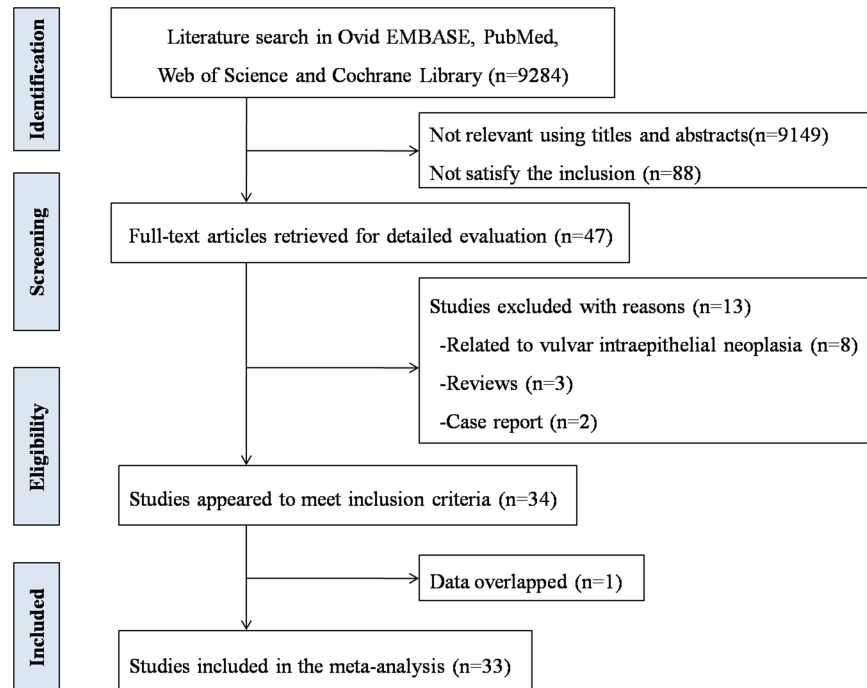 Identification
Literature search in Ovid EMBASE, PubMed,
Web of Science and Cochrane Library (n=9284)
Not relevant using titles and abstracts(n=9149)
Not satisfy the inclusion (n=88)
Screening
Full-text articles retrieved for detailed evaluation (n=47)
Studies excluded with reasons (n=13)
-Related to vulvar intraepithelial neoplasia (n=8)
-Reviews (n=3)
-Case report (n=2)
Eligibility
Studies appeared to meet inclusion criteria (n=34)
Data overlapped (n=1)
Included
Studies included in the meta-analysis (n=33)